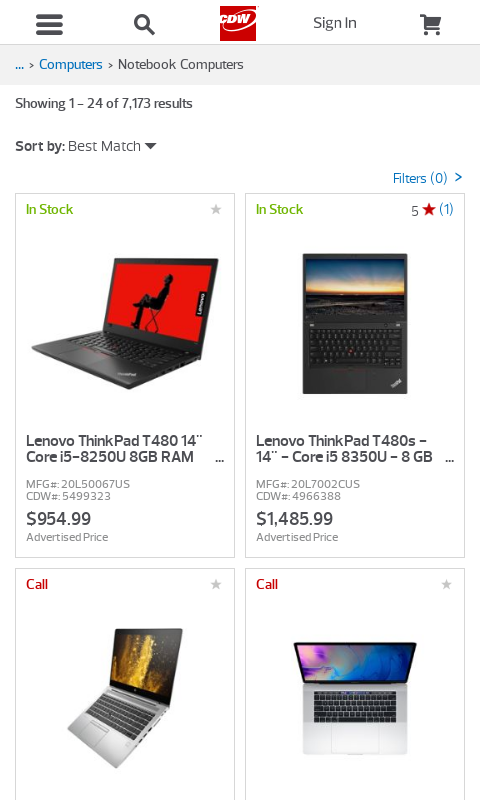 CDW
Sign In
... > Computers > Notebook Computers
Showing 1 - 24 of 7,173 results
Sort by: Best Match
Filters (0) >
In Stock
Lenovo
Lenovo ThinkPad T480 14"
Core i5-8250U 8GB RAM ...
MFG#: 20L50067US
CDW#: 5499323
$954.99
Advertised Price
In Stock
5 ★ (1)
Lenovo ThinkPad T480s -
14" - Core i5 8350U - 8 GB ...
MFG#: 20L7002CUS
CDW#: 4966388
$1,485.99
Advertised Price
Call
Call